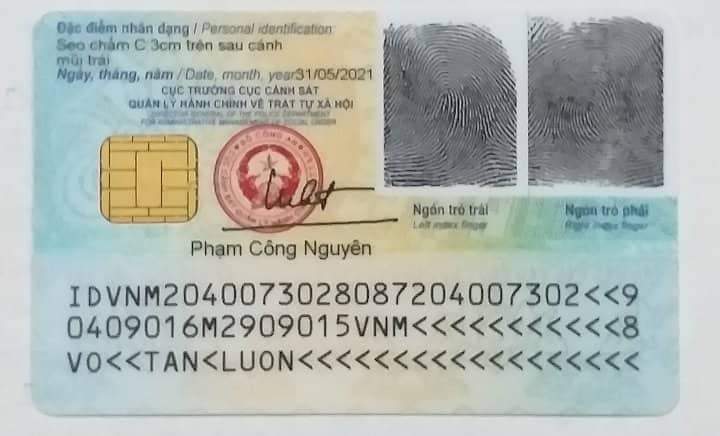 Đặc điểm nhân dạng / Personal identification:
Sẹo chấm C 3cm trên sau cánh
mũi trái
Ngày, tháng, năm / Date, month, year 31/05/2021
CỤC TRƯỞNG CỤC CẢNH SÁT
QUẢN LÝ HÀNH CHÍNH VỀ TRẬT TỰ XÃ HỘI
DIRECTOR GENERAL OF THE POLICE DEPARTMENT
FOR ADMINISTRATIVE MANAGEMENT OF SOCIAL ORDER
Ngón trỏ trái
Left index finger
Ngón trỏ phải
Right index finger
Phạm Công Nguyên
IDVNM2040073028087204007302<<9
0409016M2909015VNM<<<<<<<<<<<8
VO<<TAN<LUON<<<<<<<<<<<<<<<<<<